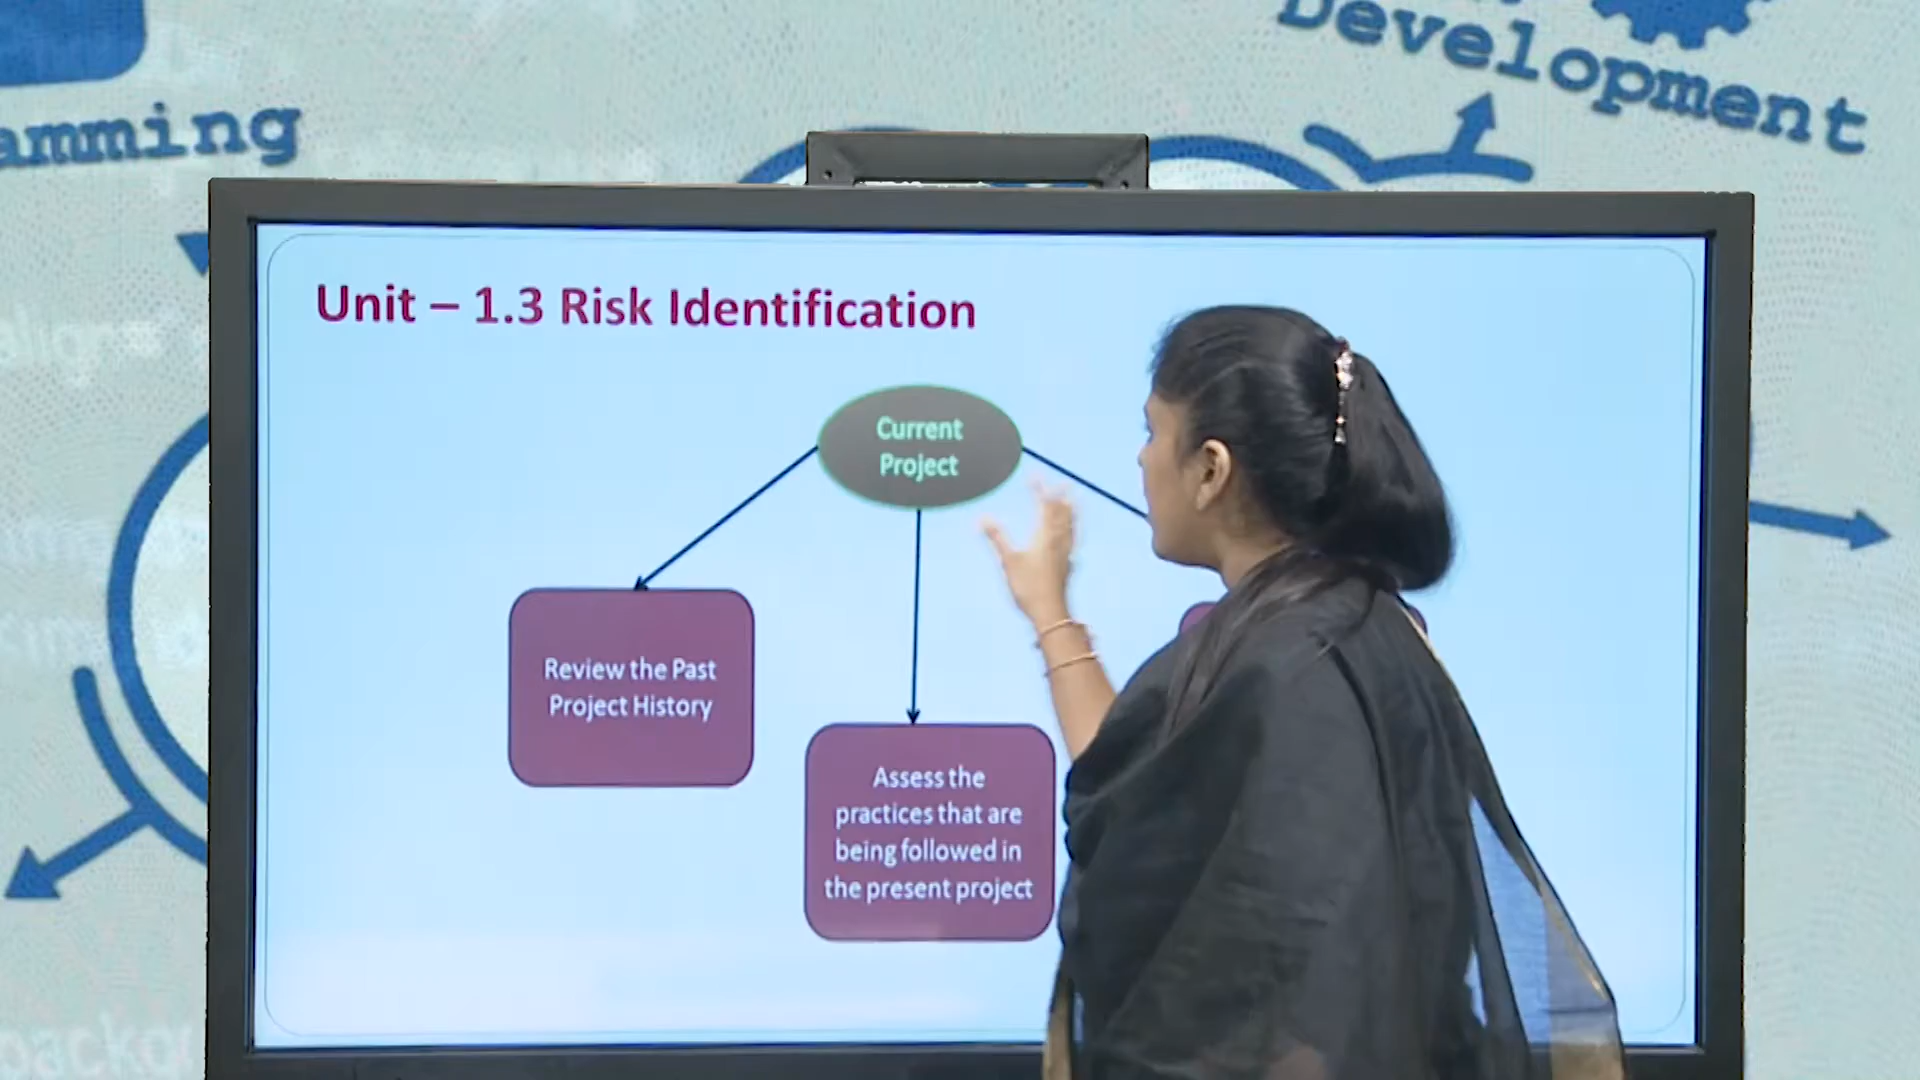 Development
amming
Unit – 1.3 Risk Identification
Current
Project
Review the Past
Project History
Assess the
practices that are
being followed in
the present project